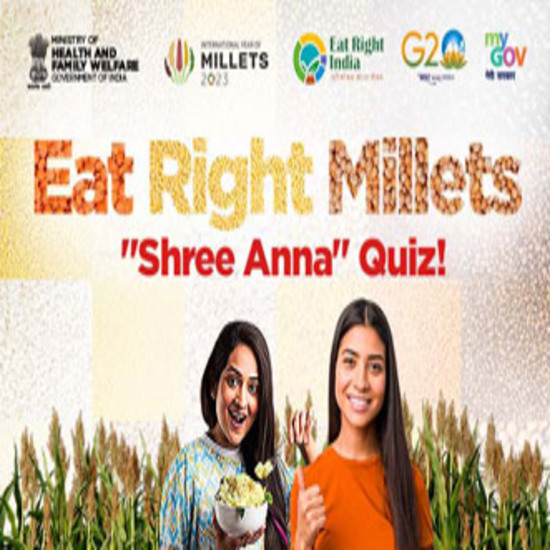 MINISTRY OF
HEALTH AND
FAMILY WELFARE
GOVERNMENT OF INDIA
INTERNATIONAL YEAR OF
MILLETS
2023
Eat Right
India
G20
my
GOV
मेरी सरकार
Eat Right Millets
"Shree Anna" Quiz!